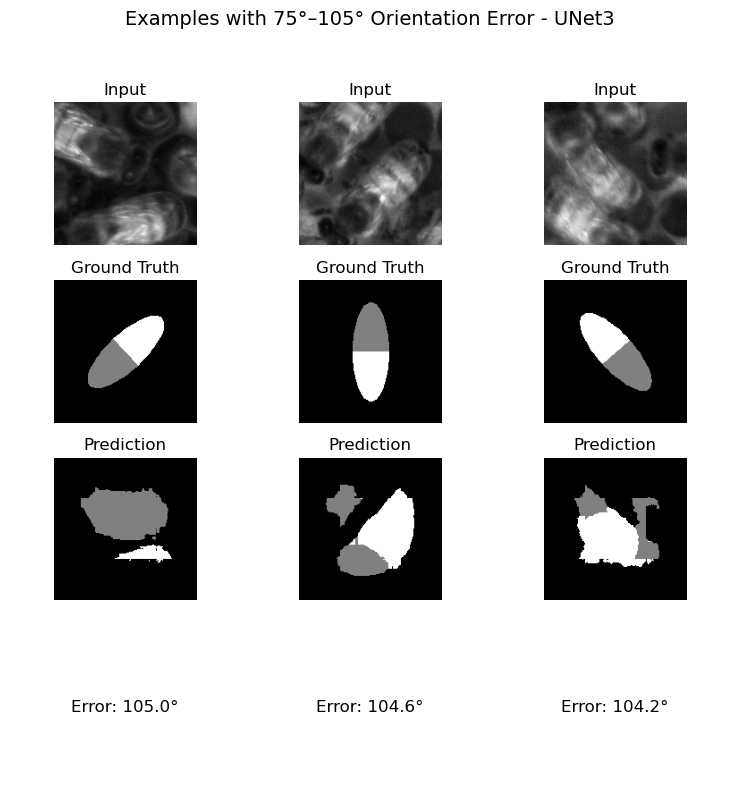 Examples with 75°–105° Orientation Error - UNet3
Input
Input
Input
Ground Truth
Ground Truth
Ground Truth
Prediction
Prediction
Prediction
Error: 105.0°
Error: 104.6°
Error: 104.2°